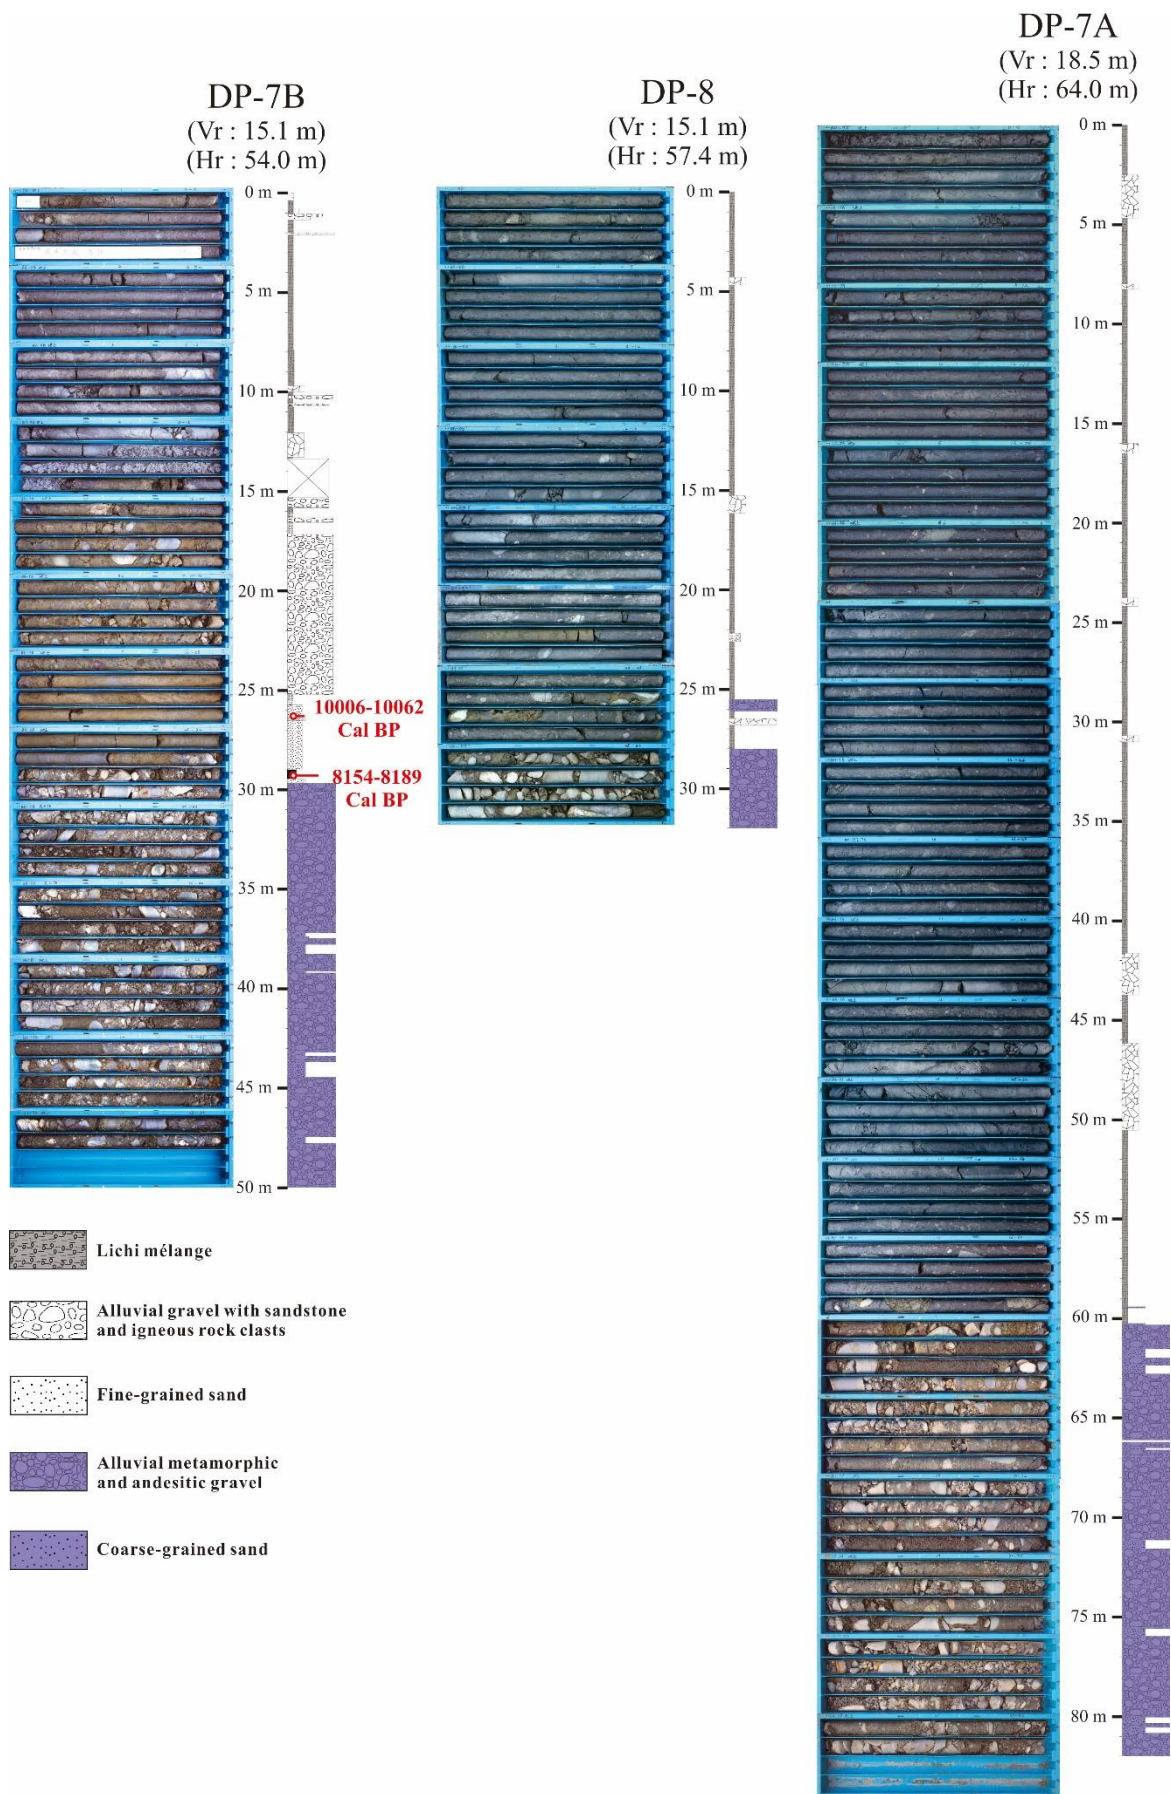 DP-7B
(Vr : 15.1 m)
(Hr : 54.0 m)
0 m
5 m
10 m
15 m
20 m
25 m
10006-10062
Cal BP
8154-8189
Cal BP
30 m
35 m
40 m
45 m
50 m
DP-8
(Vr : 15.1 m)
(Hr : 57.4 m)
0 m
5 m
10 m
15 m
20 m
25 m
30 m
DP-7A
(Vr : 18.5 m)
(Hr : 64.0 m)
0 m
5 m
10 m
15 m
20 m
25 m
30 m
35 m
40 m
45 m
50 m
55 m
60 m
65 m
70 m
75 m
80 m
Lichi mélange
Alluvial gravel with sandstone
and igneous rock clasts
Fine-grained sand
Alluvial metamorphic
and andesitic gravel
Coarse-grained sand